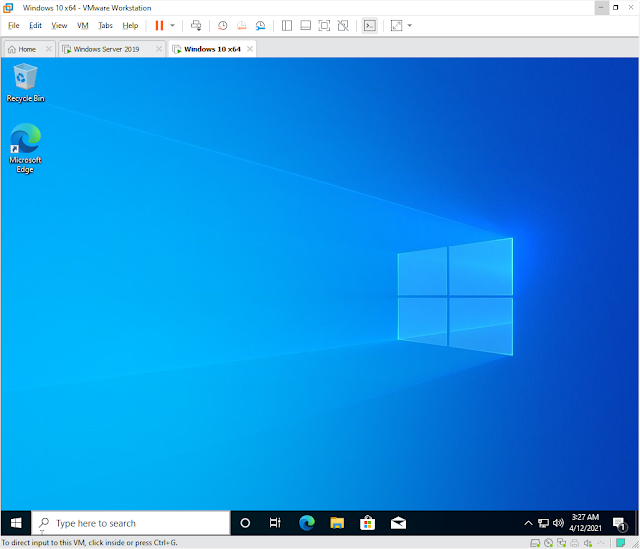 Windows 10 x64 - VMware Workstation
File Edit View VM Tabs Help
Home Windows Server 2019 Windows 10 x64
Recycle Bin
Microsoft
Edge
Type here to search
3:27 AM
4/12/2021
1
To direct input to this VM, click inside or press Ctrl+G.